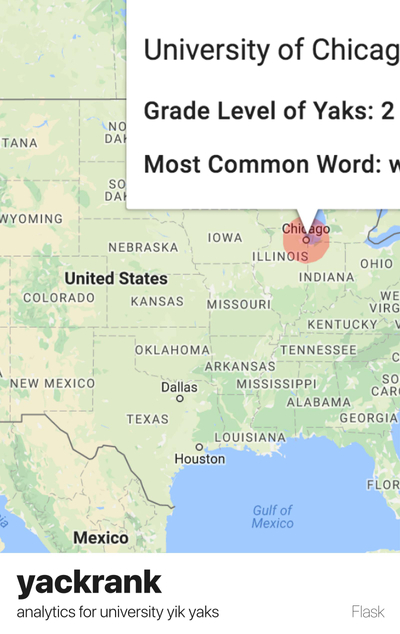 University of Chicag
Grade Level of Yaks: 2
Most Common Word: w
TANA
NO
DAK
SO
DAK
WYOMING
Chicago
IOWA
NEBRASKA
ILLINOIS
OHIO
United States
INDIANA
COLORADO
KANSAS
MISSOURI
WE
VIRG
KENTUCKY
V
OKLAHOMA
TENNESSEE
ARKANSAS
NEW MEXICO
Dallas
MISSISSIPPI
SO
CAR
ALABAMA
TEXAS
GEORGIA
LOUISIANA
Houston
FLOR
Gulf of
Mexico
Mexico
yackrank
analytics for university yik yaks
Flask